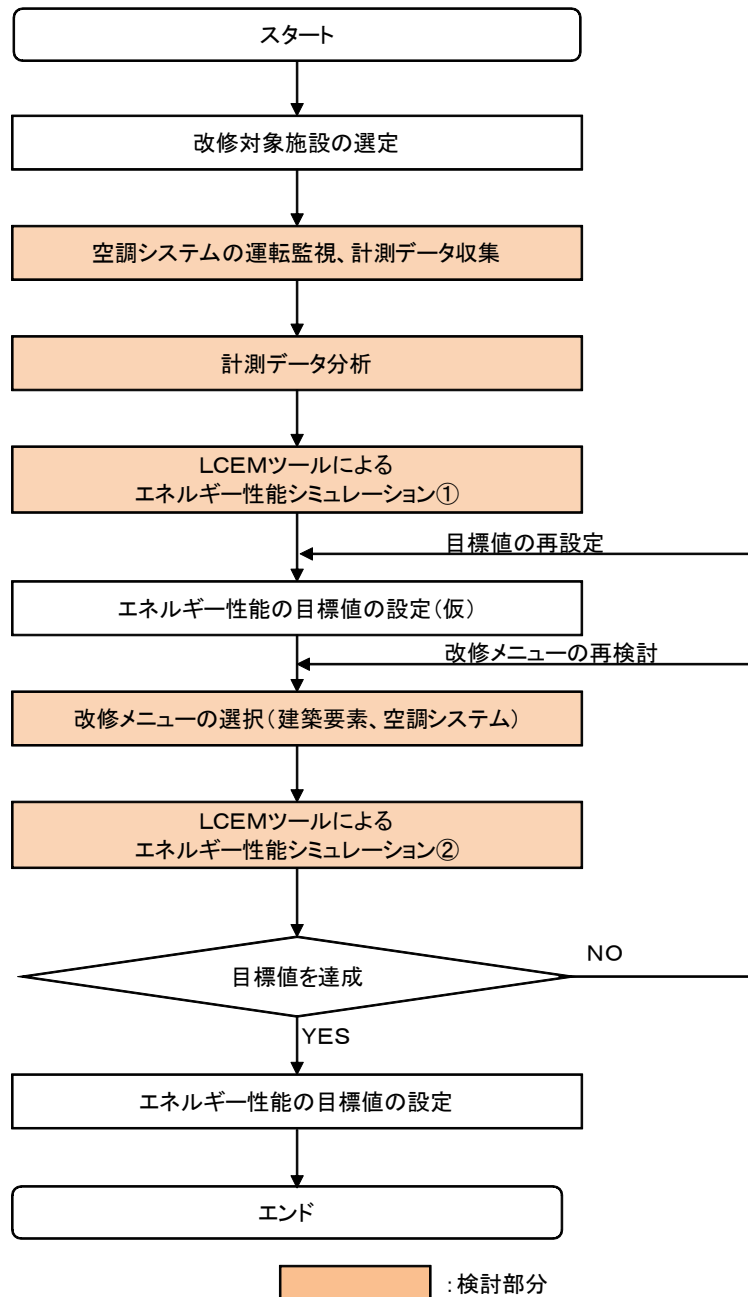 スタート
改修対象施設の選定
空調システムの運転監視、計測データ収集
計測データ分析
LCEMツールによる
エネルギー性能シミュレーション①
目標値の再設定
エネルギー性能の目標値の設定(仮)
改修メニューの再検討
改修メニューの選択(建築要素、空調システム)
LCEMツールによる
エネルギー性能シミュレーション②
目標値を達成
NO
YES
エネルギー性能の目標値の設定
エンド
:検討部分